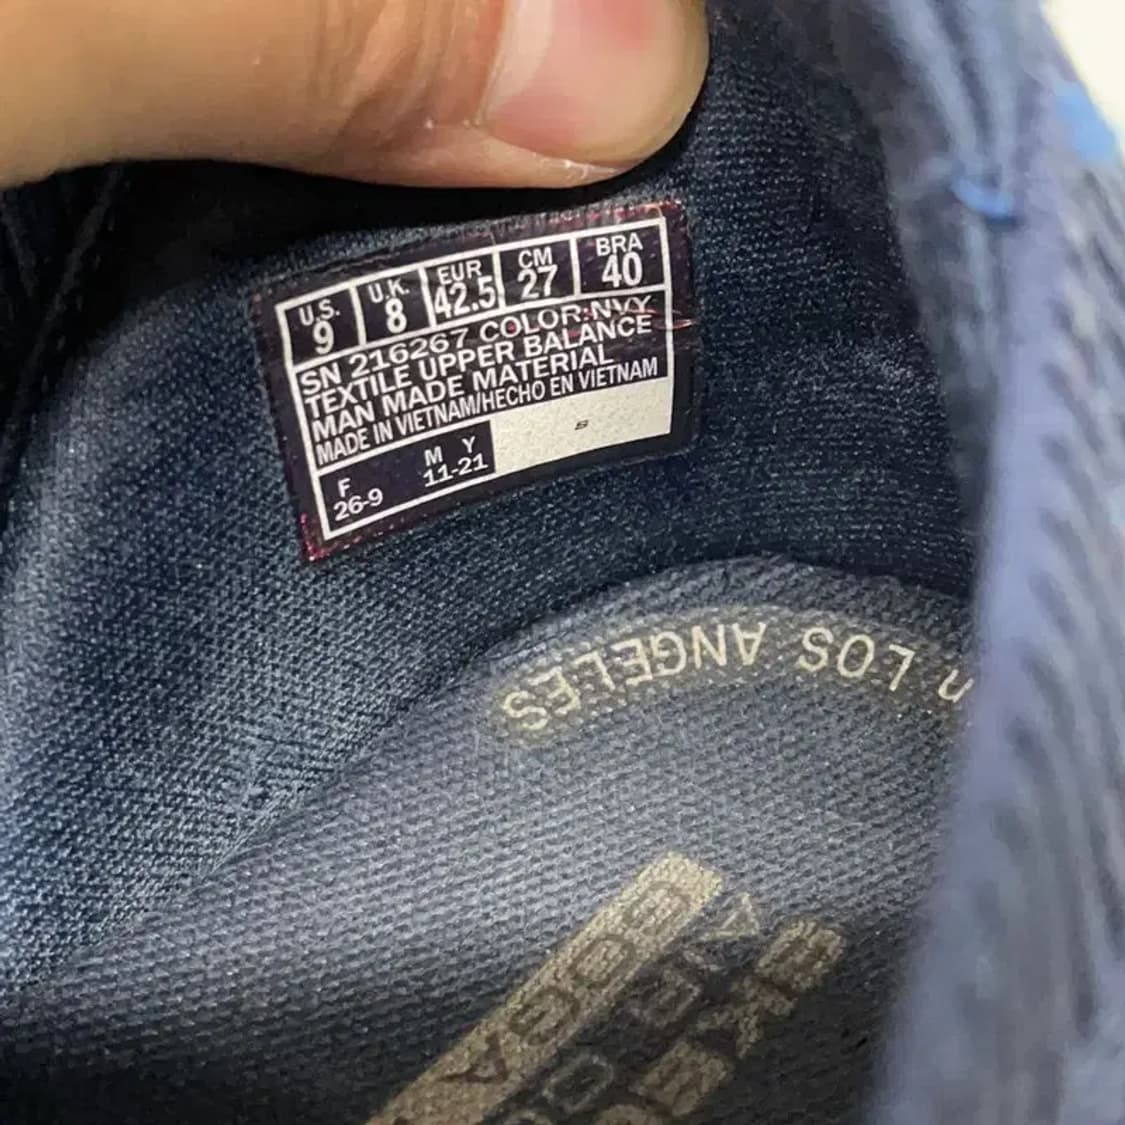 U.S. U.K. EUR CM BRA
9 8 42.5 27 40
SN 216267 COLOR:NVY
TEXTILE UPPER BALANCE
MAN MADE MATERIAL
MADE IN VIETNAM/HECHO EN VIETNAM
F M Y
26-9 11-21
S
n LOS ANGELES
GOGA